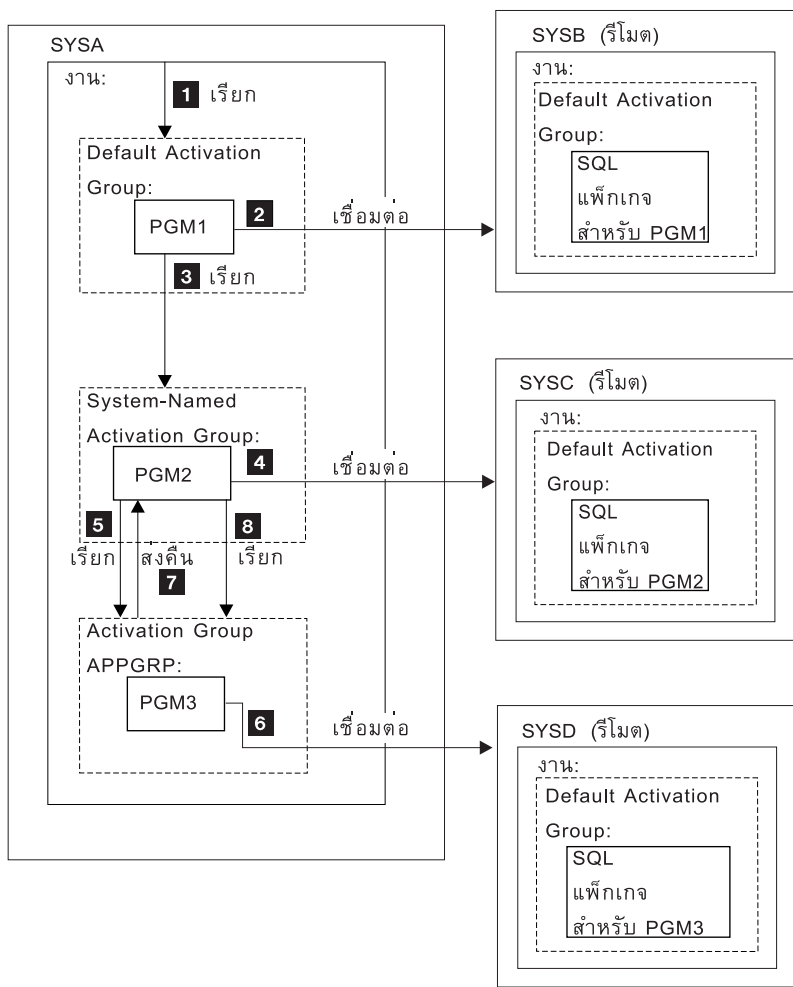 SYSA
งาน:
1 เรียก
Default Activation
Group:
PGM1
2
เชื่อมต่อ
3 เรียก
System-Named
Activation Group:
PGM2
4
เชื่อมต่อ
5
8
เรียก
ส่งคืน
เรียก
7
Activation Group
APPGRP:
PGM3
6
เชื่อมต่อ
SYSB (รีโมต)
งาน:
Default Activation
Group:
SQL
แพ็กเกจ
สำหรับ PGM1
SYSC (รีโมต)
งาน:
Default Activation
Group:
SQL
แพ็กเกจ
สำหรับ PGM2
SYSD (รีโมต)
งาน:
Default Activation
Group:
SQL
แพ็กเกจ
สำหรับ PGM3